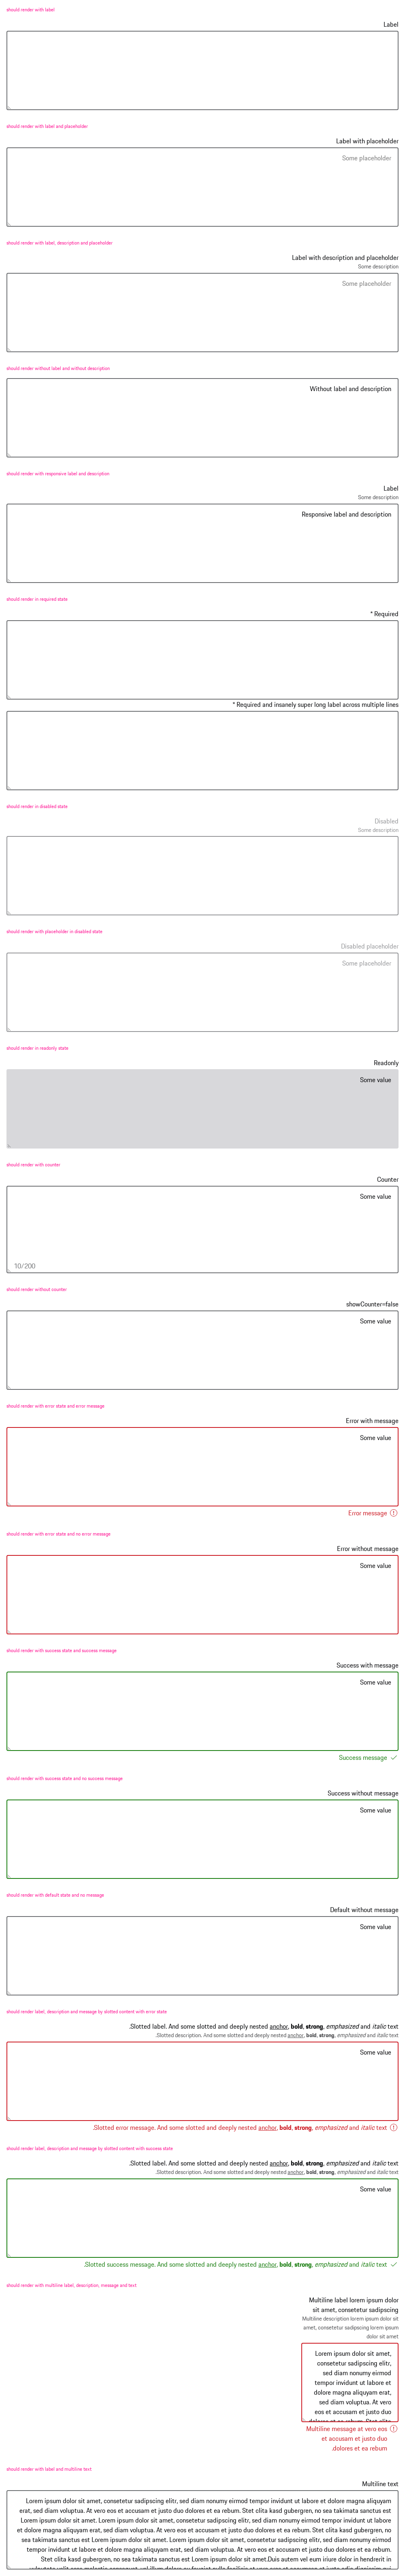 should render with label
Label
should render with label and placeholder
Label with placeholder
Some placeholder
should render with label, description and placeholder
Label with description and placeholder
Some description
Some placeholder
should render without label and without description
Without label and description
should render with responsive label and description
Label
Some description
Responsive label and description
should render in required state
* Required
* Required and insanely super long label across multiple lines
should render in disabled state
Disabled
Some description
should render with placeholder in disabled state
Disabled placeholder
Some placeholder
should render in readonly state
Readonly
Some value
should render with counter
Counter
Some value
10/200
should render without counter
showCounter=false
Some value
should render with error state and error message
Error with message
Some value
Error message
should render with error state and no error message
Error without message
Some value
should render with success state and success message
Success with message
Some value
Success message
should render with success state and no success message
Success without message
Some value
should render with default state and no message
Default without message
Some value
should render label, description and message by slotted content with error state
.Slotted label. And some slotted and deeply nested anchor, bold, strong, emphasized and italic text
.Slotted description. And some slotted and deeply nested anchor, bold, strong, emphasized and italic text
Some value
.Slotted error message. And some slotted and deeply nested anchor, bold, strong, emphasized and italic text
should render label, description and message by slotted content with success state
.Slotted label. And some slotted and deeply nested anchor, bold, strong, emphasized and italic text
.Slotted description. And some slotted and deeply nested anchor, bold, strong, emphasized and italic text
Some value
.Slotted success message. And some slotted and deeply nested anchor, bold, strong, emphasized and italic text
should render with multiline label, description, message and text
Multiline label lorem ipsum dolor
sit amet, consetetur sadipscing
Multiline description lorem ipsum dolor sit
amet, consetetur sadipscing lorem ipsum
dolor sit amet
Lorem ipsum dolor sit amet,
consetetur sadipscing elitr,
sed diam nonumy eirmod
tempor invidunt ut labore et
dolore magna aliquyam erat,
sed diam voluptua. At vero
eos et accusam et justo duo
dolores et ea rebum. Stet clita
Multiline message at vero eos
et accusam et justo duo
.dolores et ea rebum
should render with label and multiline text
Multiline text
Lorem ipsum dolor sit amet, consetetur sadipscing elitr, sed diam nonumy eirmod tempor invidunt ut labore et dolore magna aliquyam
erat, sed diam voluptua. At vero eos et accusam et justo duo dolores et ea rebum. Stet clita kasd gubergren, no sea takimata sanctus est
Lorem ipsum dolor sit amet. Lorem ipsum dolor sit amet, consetetur sadipscing elitr, sed diam nonumy eirmod tempor invidunt ut labore
et dolore magna aliquyam erat, sed diam voluptua. At vero eos et accusam et justo duo dolores et ea rebum. Stet clita kasd gubergren, no
sea takimata sanctus est Lorem ipsum dolor sit amet. Lorem ipsum dolor sit amet, consetetur sadipscing elitr, sed diam nonumy eirmod
tempor invidunt ut labore et dolore magna aliquyam erat, sed diam voluptua. At vero eos et accusam et justo duo dolores et ea rebum.
Stet clita kasd gubergren, no sea takimata sanctus est Lorem ipsum dolor sit amet.Duis autem vel eum iriure dolor in hendrerit in